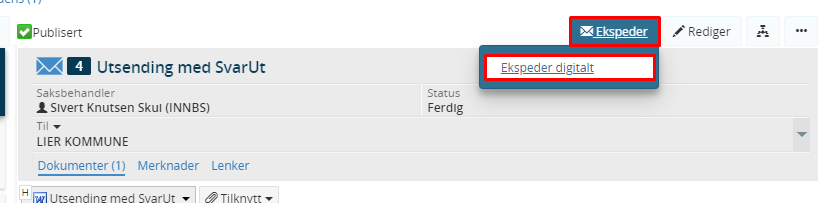 Publisert
Ekspeder
Rediger
4 Utsending med SvarUt
Ekspeder digitalt
Saksbehandler
Sivert Knutsen Skul (INNBS)
Status
Ferdig
Til
LIER KOMMUNE
Dokumenter (1) Merknader Lenker
H
W Utsending med SvarUt
Tilknytt